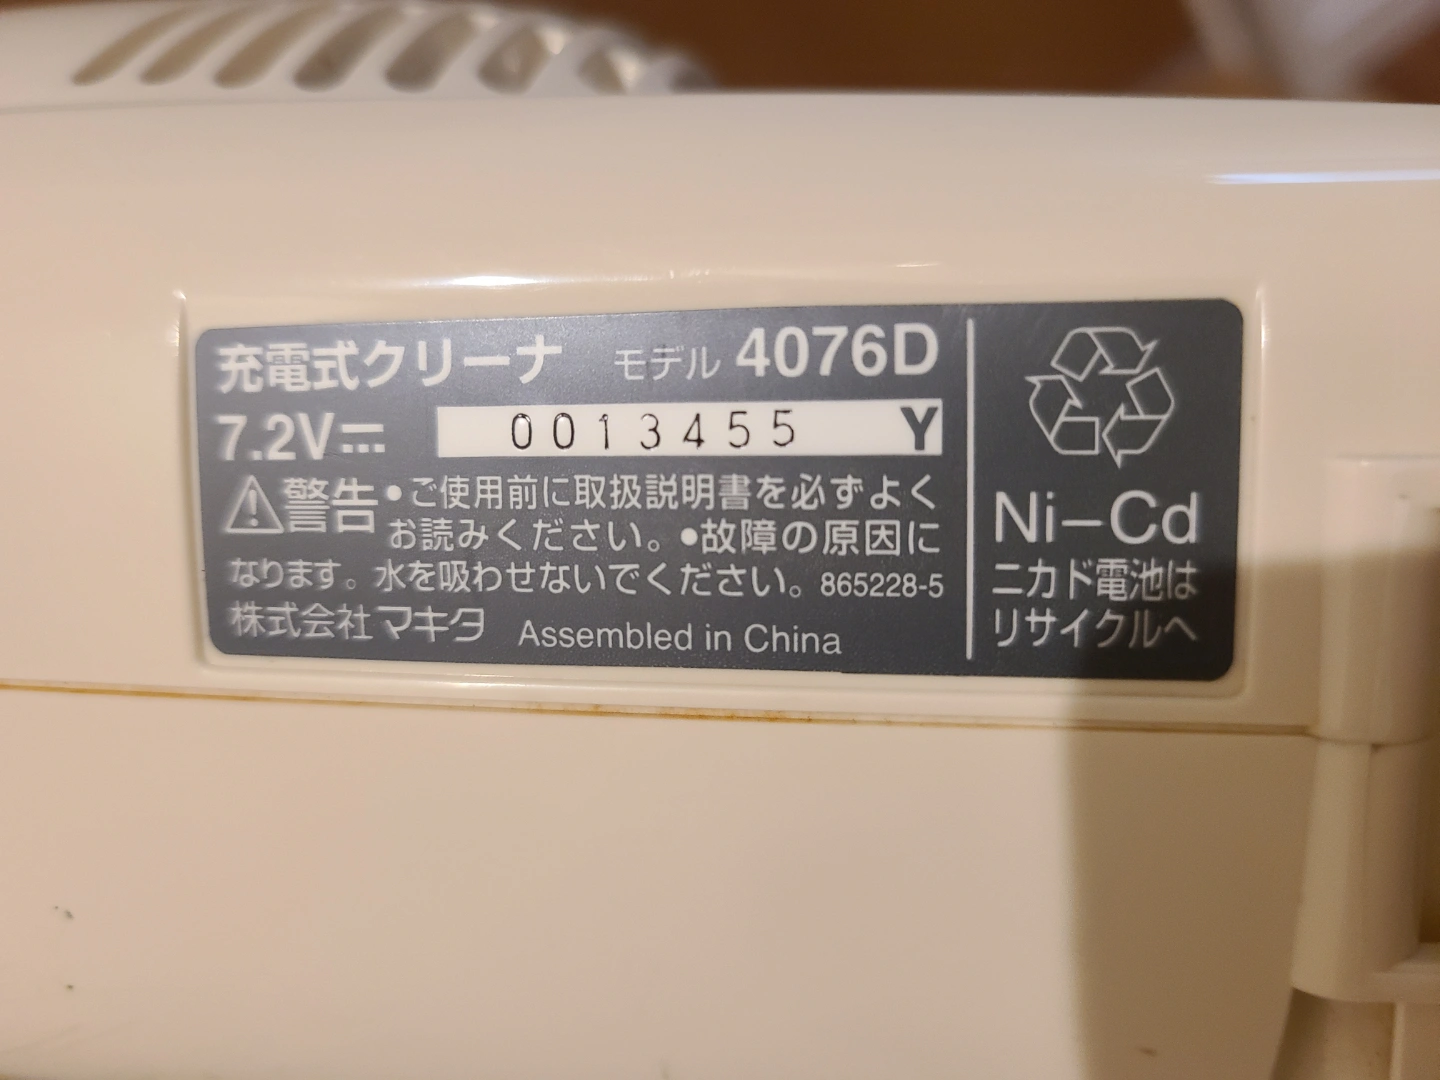 充電式クリーナ モデル 4076D
7.2V⎓ 0013455 Y
⚠警告 •ご使用前に取扱説明書を必ずよく
お読みください。•故障の原因に
なります。水を吸わせないでください。865228-5
株式会社マキタ Assembled in China
Ni-Cd
ニカド電池は
リサイクルへ